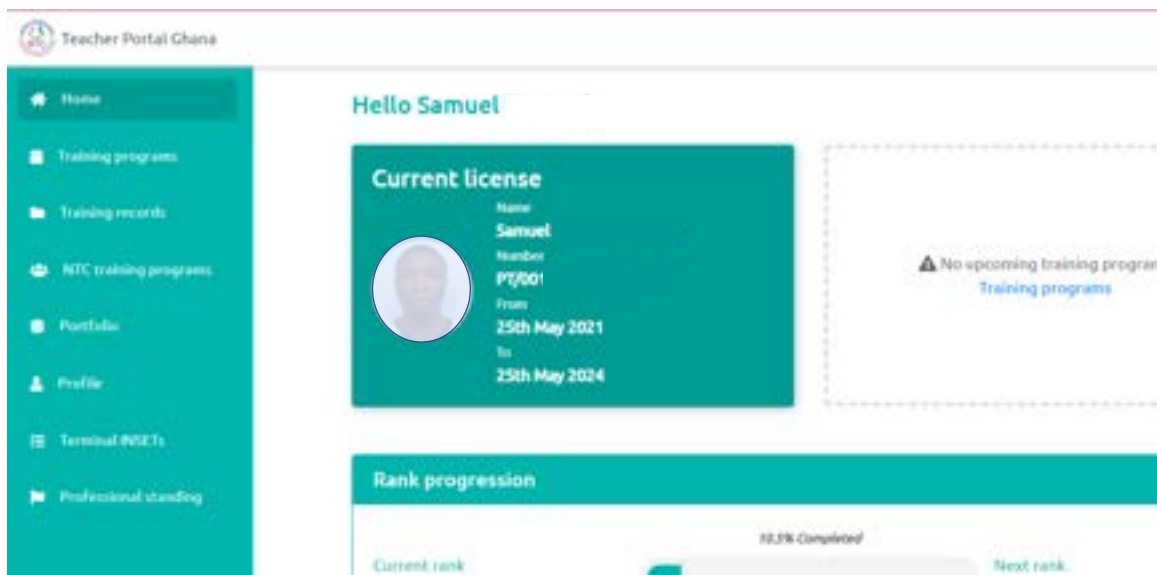 Teacher Portal Ghana
Home
Training programs
Training records
NTC training programs
Portfolio
Profile
Terminal INSETs
Professional standing
Hello Samuel
Current license
Name
Samuel
Number
PT/001
From
25th May 2021
To
25th May 2024
No upcoming training program
Training programs
Rank progression
10.5% Completed
Current rank
Next rank